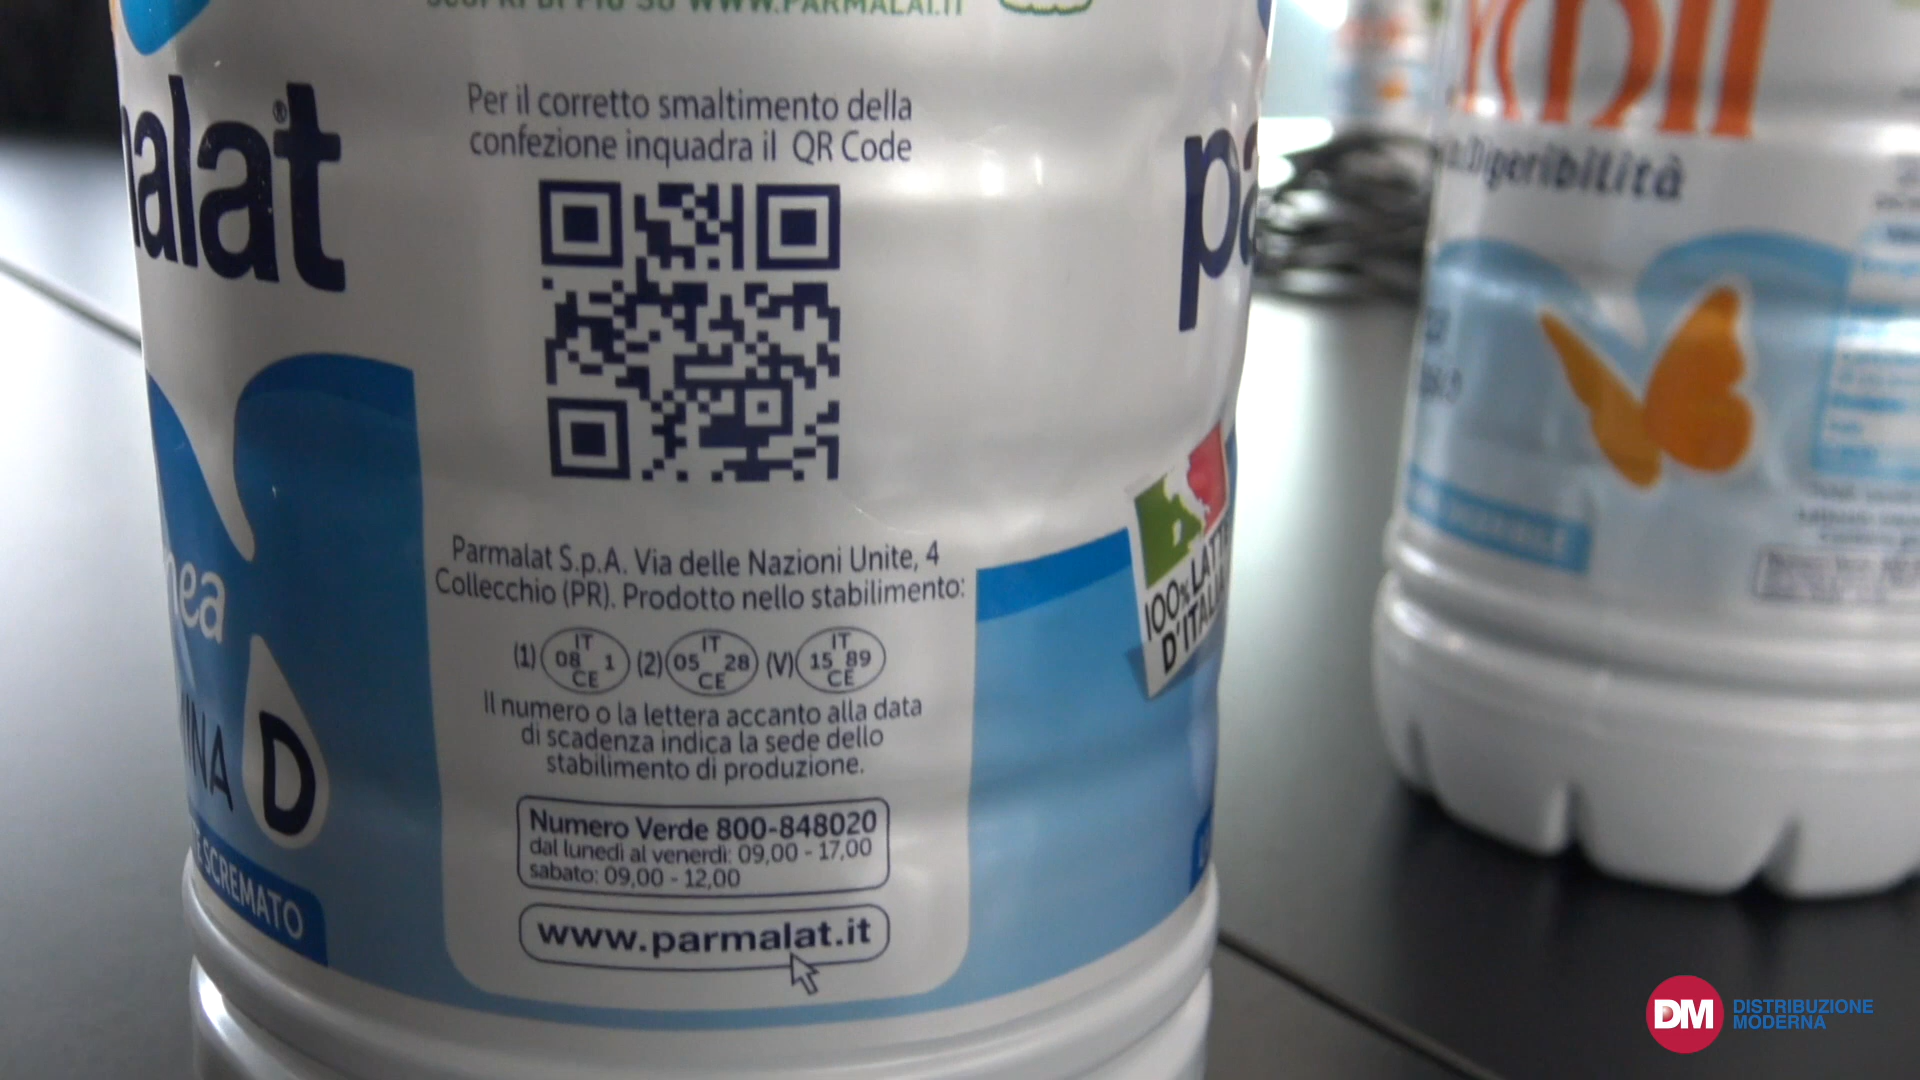 SCOPRI DI PIÙ SU WWW.PARMALAT.IT
Per il corretto smaltimento della
confezione inquadra il QR Code
malat®
Parmalat S.p.A. Via delle Nazioni Unite, 4
Collecchio (PR). Prodotto nello stabilimento:
(1) IT 08 1 CE (2) IT 05 28 CE (V) IT 15 89 CE
Il numero o la lettera accanto alla data
di scadenza indica la sede dello
stabilimento di produzione.
Numero Verde 800-848020
dal lunedì al venerdì: 09,00 - 17,00
sabato: 09,00 - 12,00
www.parmalat.it
nea
INA D
SCREMATO
pa
100% LATTE
D'ITALIA
Digeribilità
DM DISTRIBUZIONE
MODERNA